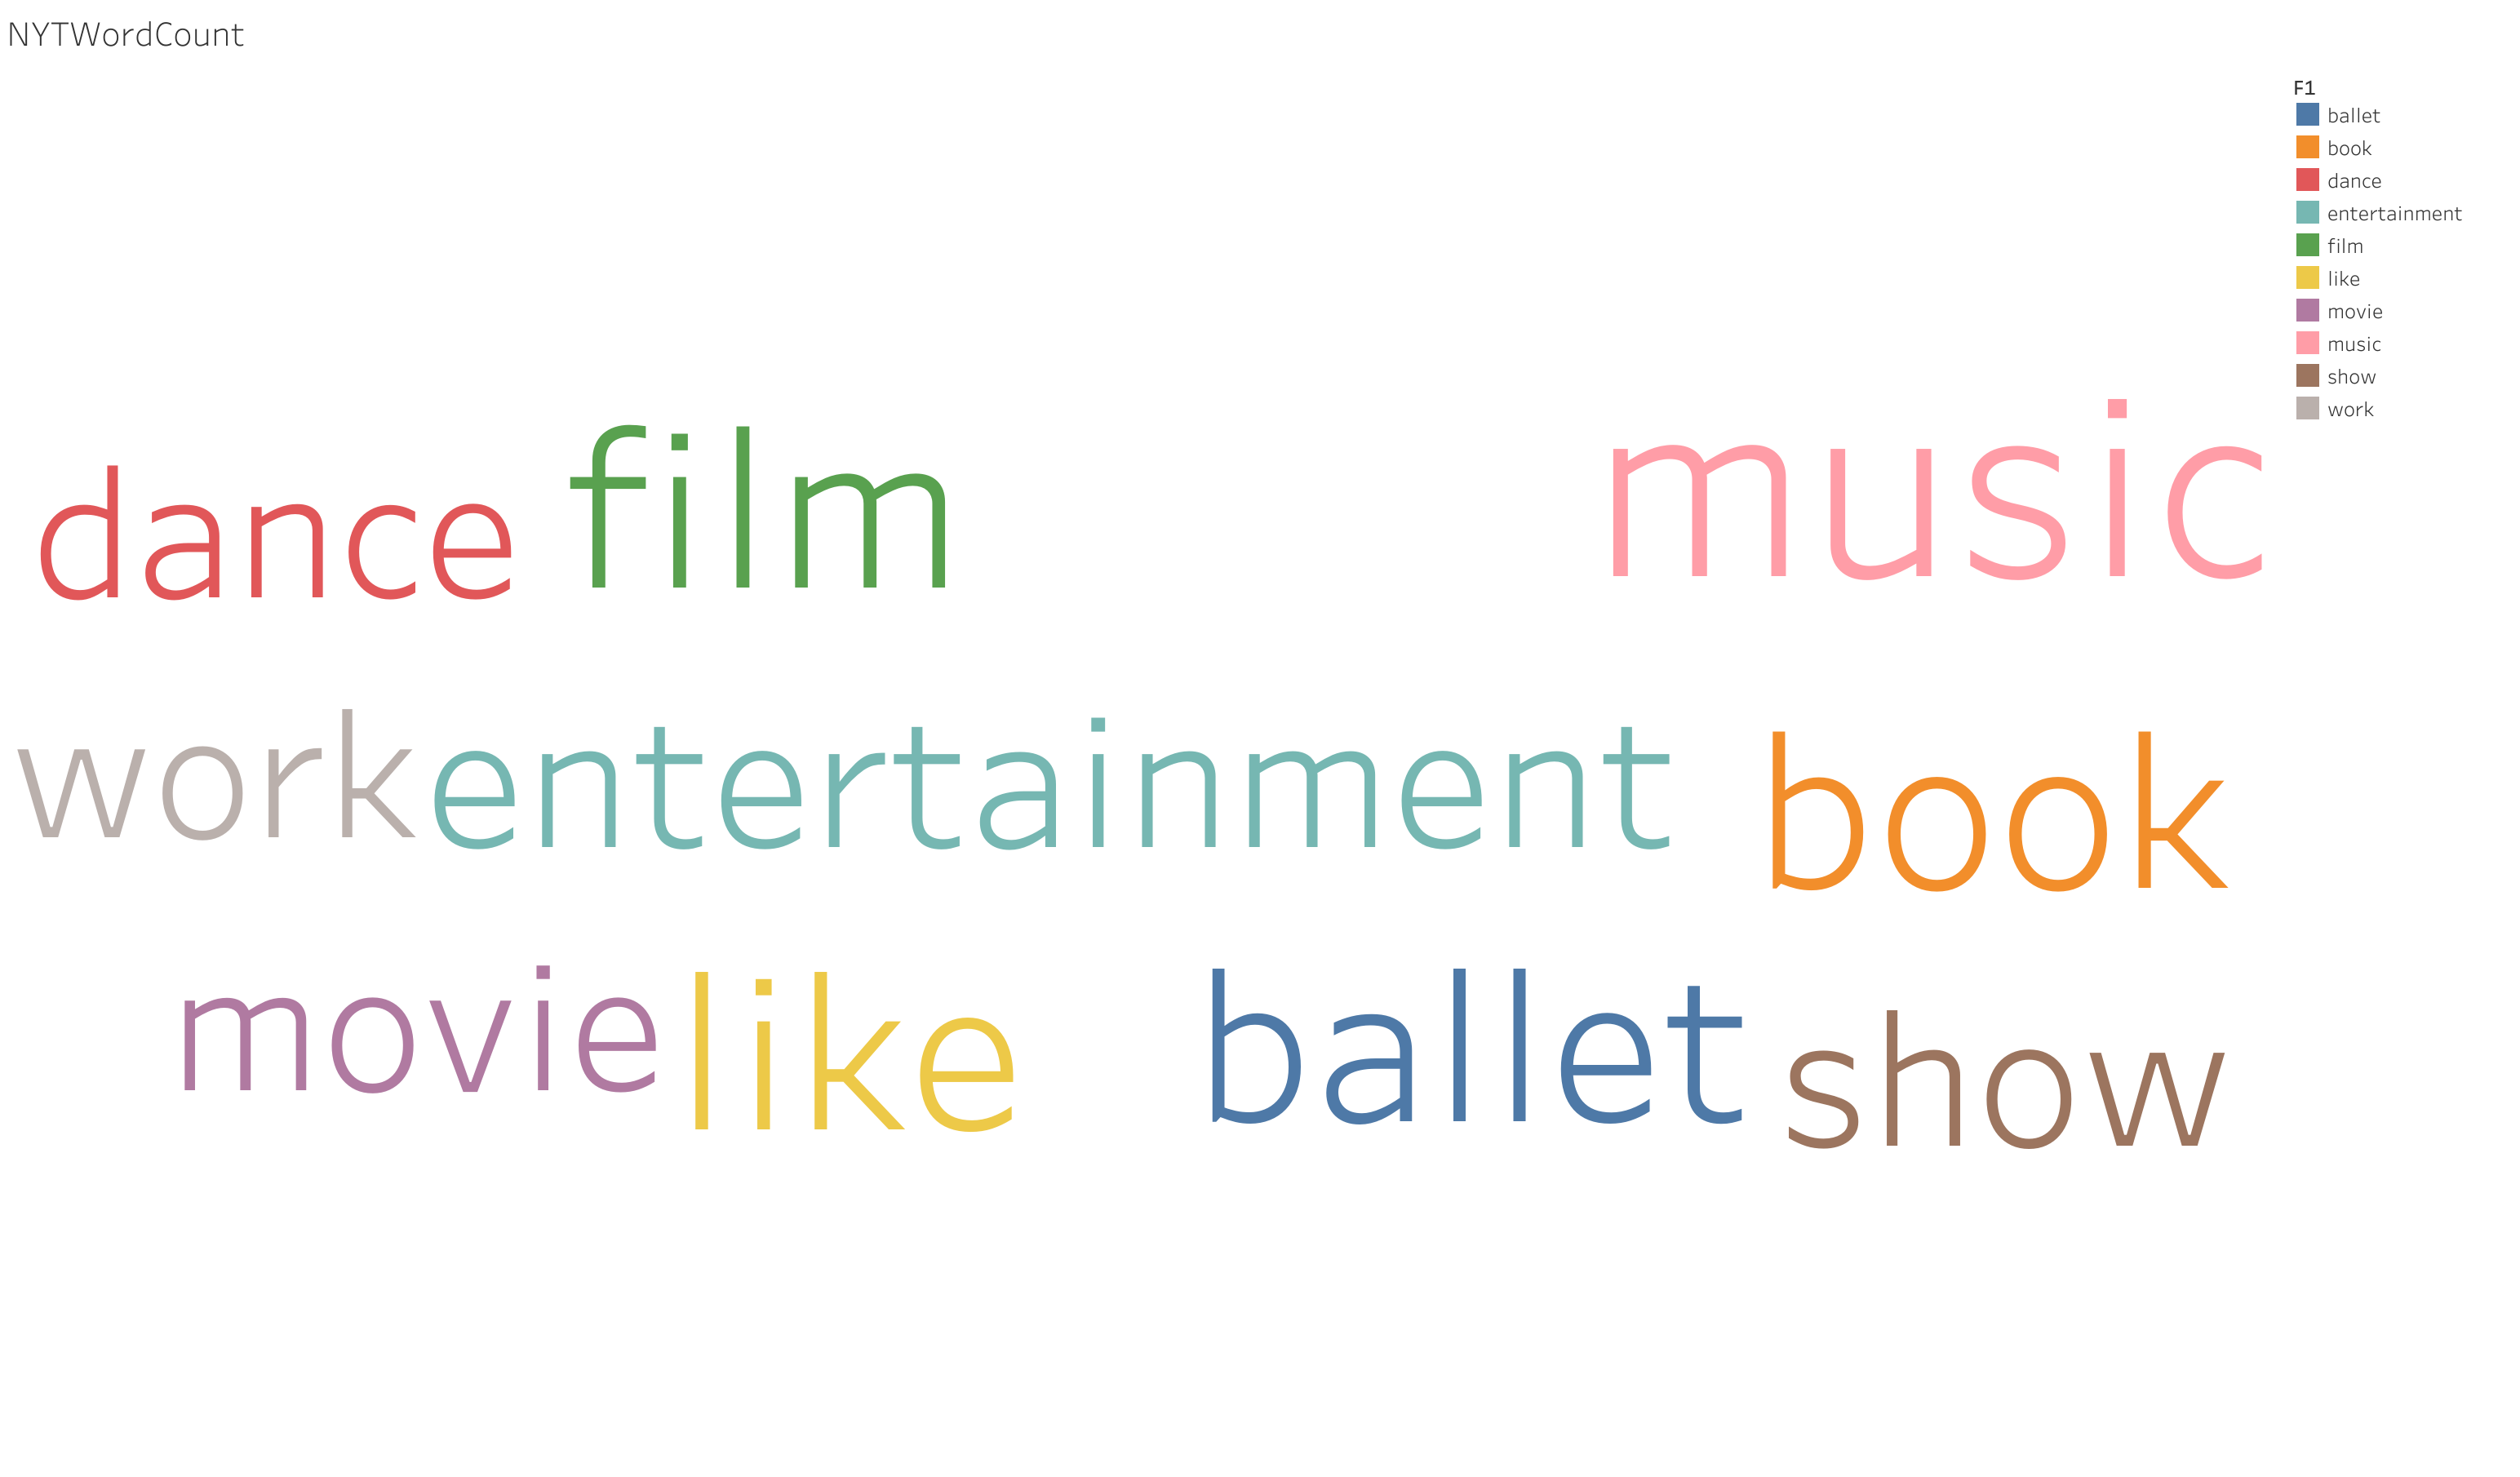 NYTWordCount
F1
ballet
book
dance
entertainment
film
like
movie
music
show
work
dance film music
work entertainment book
movie like ballet show